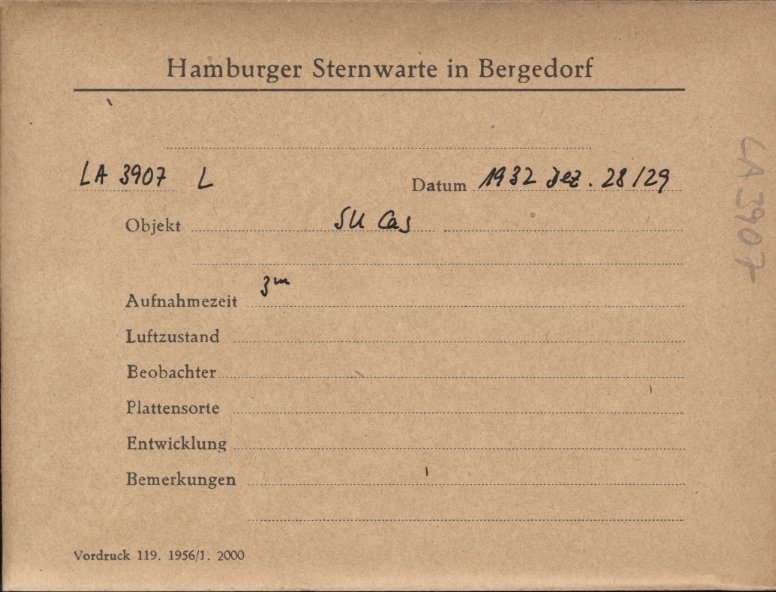 Hamburger Sternwarte in Bergedorf
LA 3907 L Datum 1932 Dez. 28/29
Objekt SU Cas
Aufnahmezeit 3m
Luftzustand
Beobachter
Plattensorte
Entwicklung
Bemerkungen
Vordruck 119. 1956/1. 2000
LA 3907